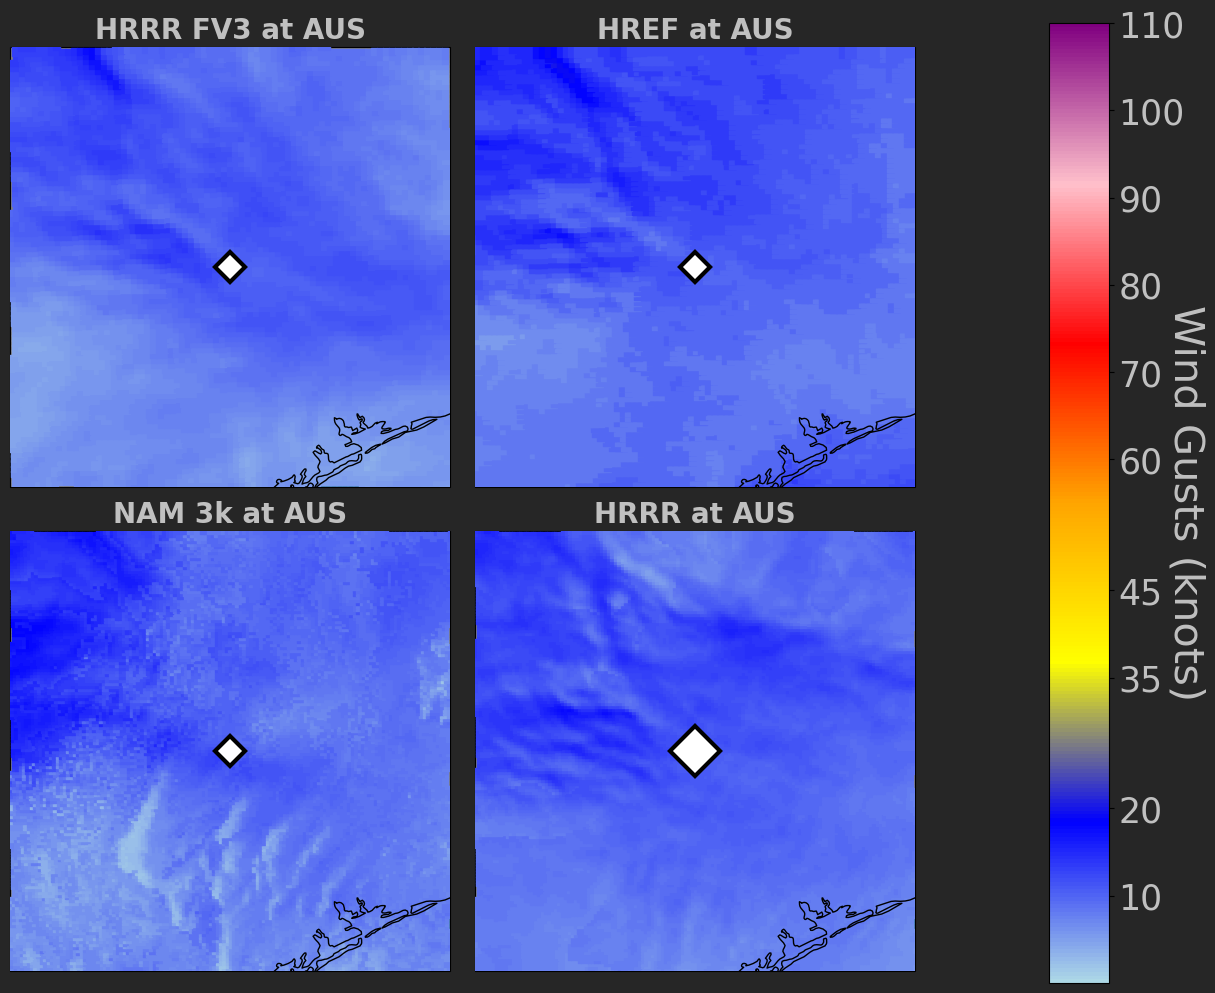 HRRR FV3 at AUS
HREF at AUS
NAM 3k at AUS
HRRR at AUS
110
100
90
80
70
60
45
35
20
10
Wind Gusts (knots)